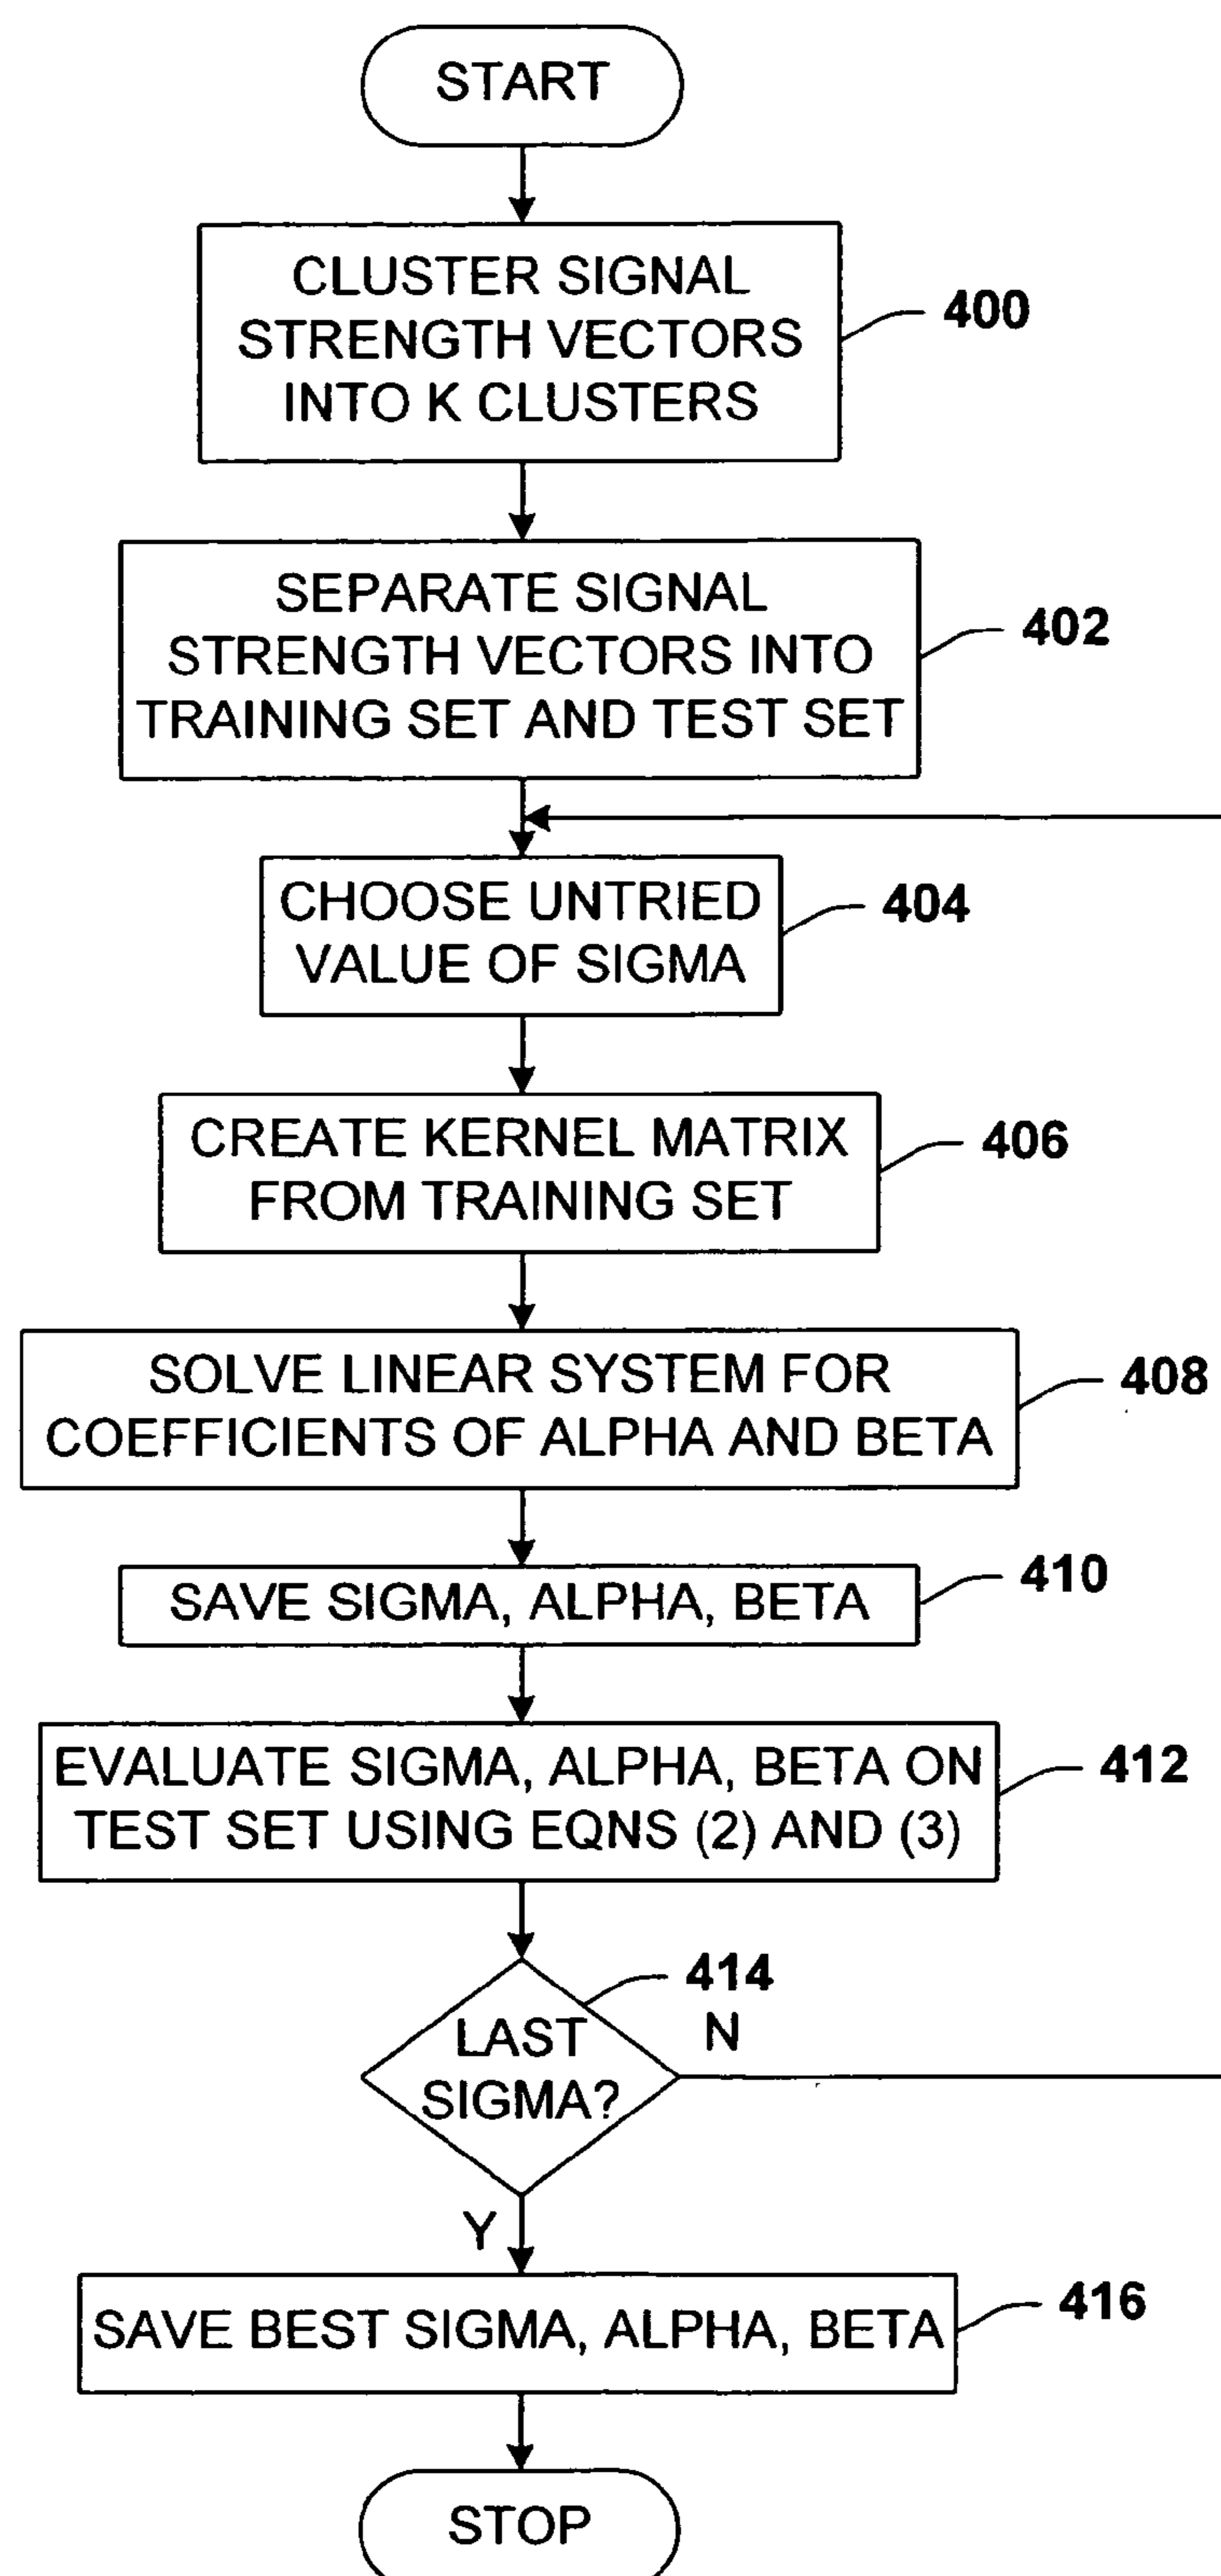 START
CLUSTER SIGNAL
STRENGTH VECTORS
INTO K CLUSTERS
400
SEPARATE SIGNAL
STRENGTH VECTORS INTO
TRAINING SET AND TEST SET
402
CHOOSE UNTRIED
VALUE OF SIGMA
404
CREATE KERNEL MATRIX
FROM TRAINING SET
406
SOLVE LINEAR SYSTEM FOR
COEFFICIENTS OF ALPHA AND BETA
408
SAVE SIGMA, ALPHA, BETA
410
EVALUATE SIGMA, ALPHA, BETA ON
TEST SET USING EQNS (2) AND (3)
412
LAST
SIGMA?
414
N
Y
SAVE BEST SIGMA, ALPHA, BETA
416
STOP